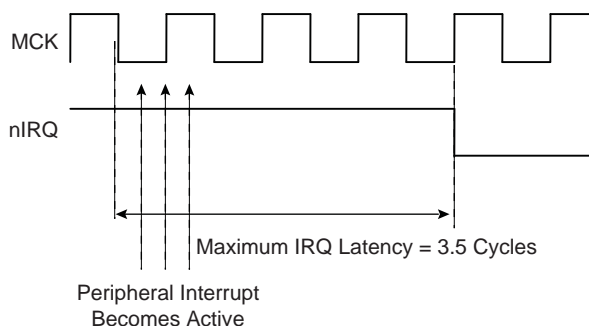 MCK
nIRQ
Maximum IRQ Latency = 3.5 Cycles
Peripheral Interrupt
Becomes Active